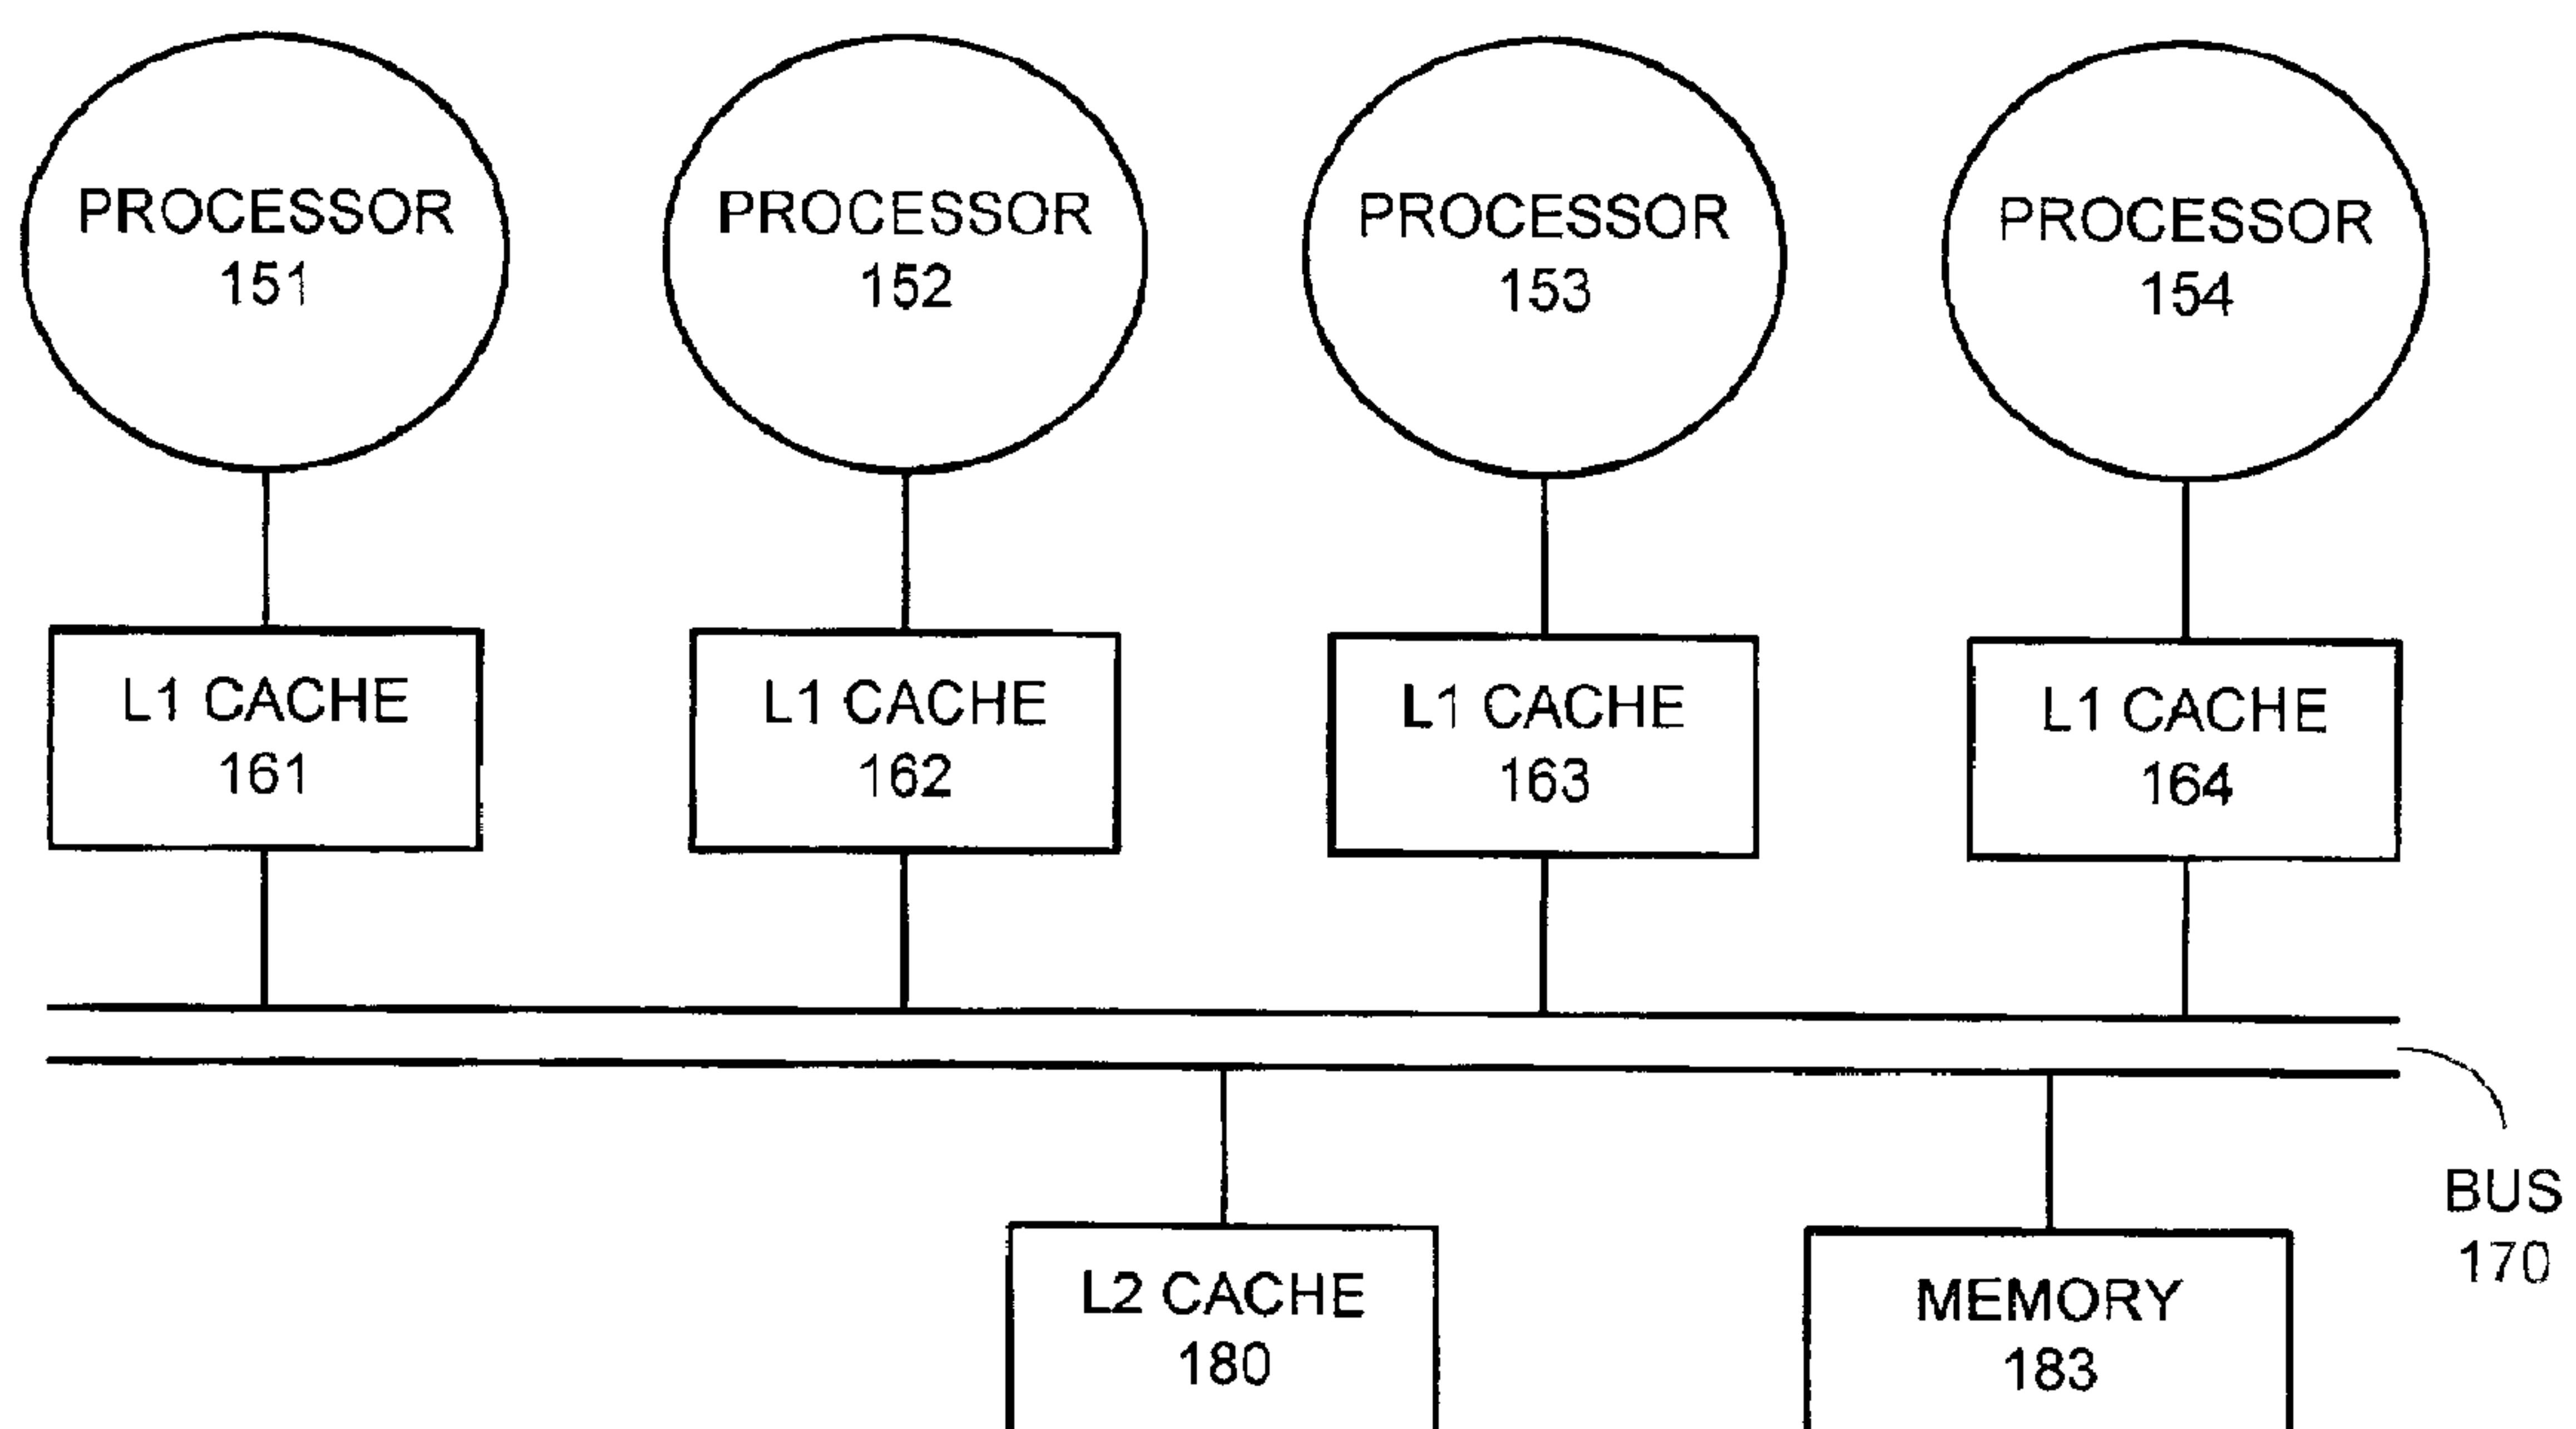 PROCESSOR
151
PROCESSOR
152
PROCESSOR
153
PROCESSOR
154
L1 CACHE
161
L1 CACHE
162
L1 CACHE
163
L1 CACHE
164
BUS
170
L2 CACHE
180
MEMORY
183